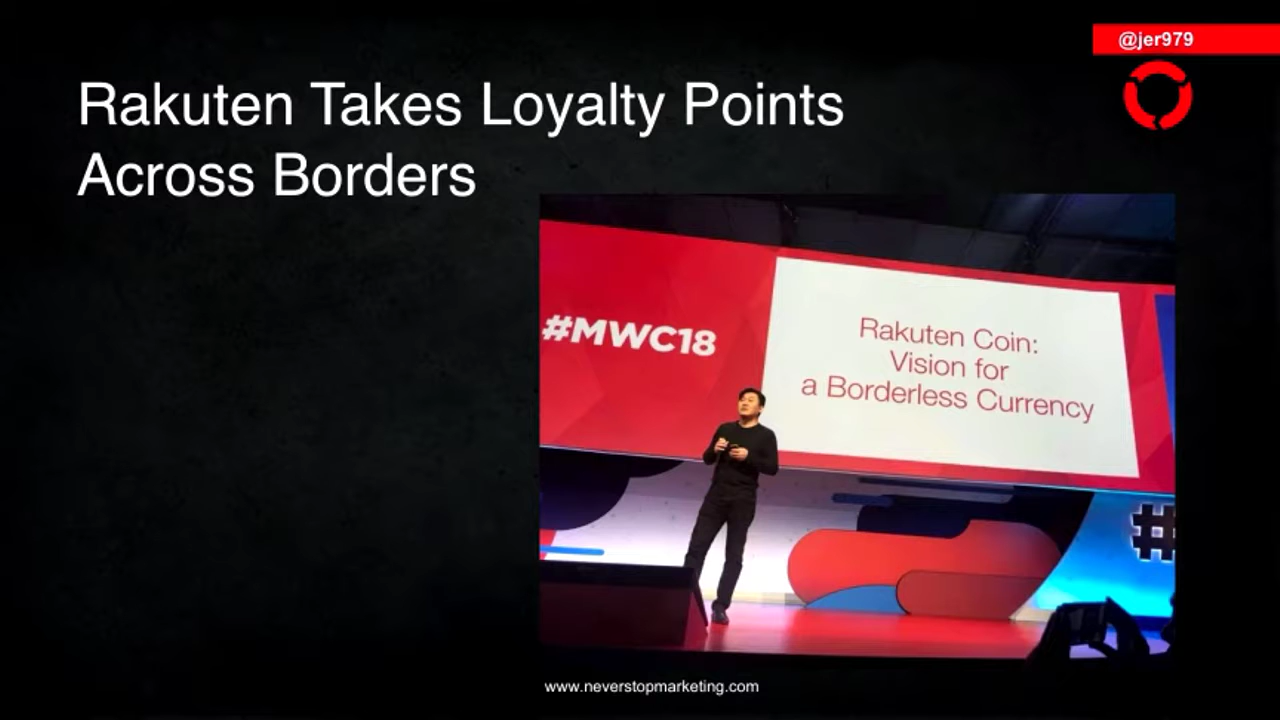 @jer979
Rakuten Takes Loyalty Points
Across Borders
#MWC18
Rakuten Coin:
Vision for
a Borderless Currency
#
www.neverstopmarketing.com